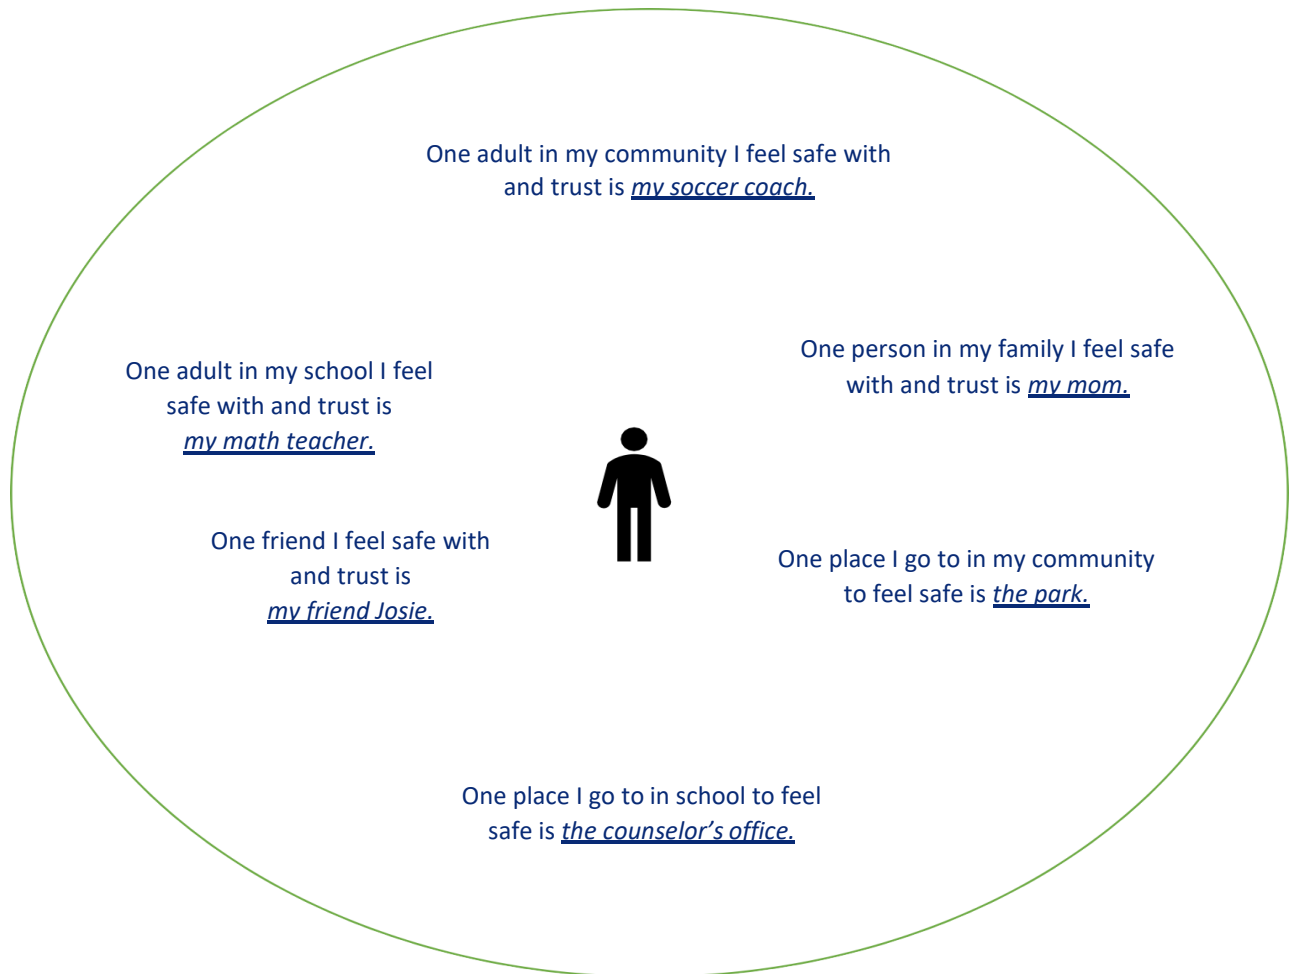 One adult in my community I feel safe with
and trust is my soccer coach.
One person in my family I feel safe
with and trust is my mom.
One adult in my school I feel
safe with and trust is
my math teacher.
One friend I feel safe with
and trust is
my friend Josie.
One place I go to in my community
to feel safe is the park.
One place I go to in school to feel
safe is the counselor’s office.